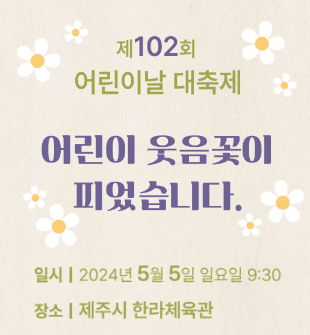 제102회
어린이날 대축제
어린이 웃음꽃이
피었습니다.
일시 | 2024년 5월 5일 일요일 9:30
장소 | 제주시 한라체육관